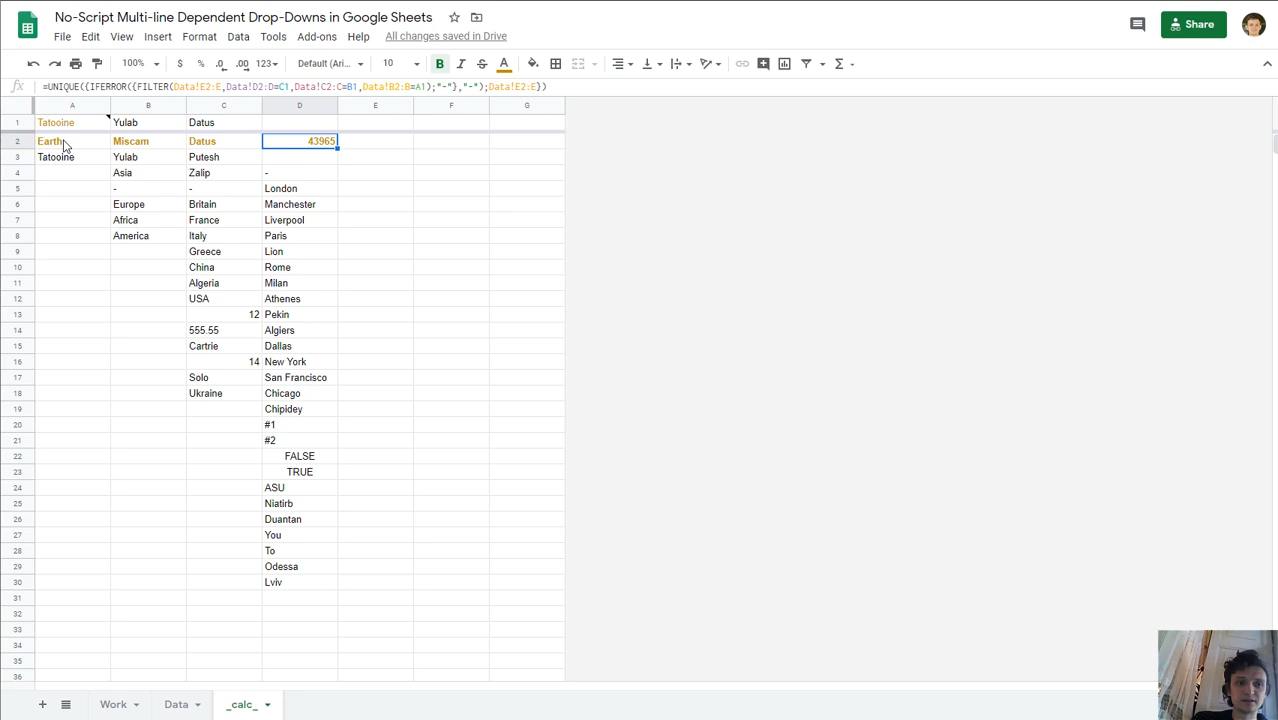 No-Script Multi-line Dependent Drop-Downs in Google Sheets
File Edit View Insert Format Data Tools Add-ons Help All changes saved in Drive
Share
100% $ % .0 .00 123 Default (Ari... 10 B I S A Σ
fx =UNIQUE({IFERROR({FILTER(Data!E2:E,Data!D2:D=C1,Data!C2:C=B1,Data!B2:B=A1);"-"},"-");Data!E2:E})
A B C D E F G
1 Tatooine Yulab Datus
2 Earth Miscam Datus 43965
3 Tatooine Yulab Putesh
4 Asia Zalip -
5 - - London
6 Europe Britain Manchester
7 Africa France Liverpool
8 America Italy Paris
9 Greece Lion
10 China Rome
11 Algeria Milan
12 USA Athenes
13 12 Pekin
14 555.55 Algiers
15 Cartrie Dallas
16 14 New York
17 Solo San Francisco
18 Ukraine Chicago
19 Chipidey
20 #1
21 #2
22 FALSE
23 TRUE
24 ASU
25 Niatirb
26 Duantan
27 You
28 To
29 Odessa
30 Lviv
31
32
33
34
35
36
+ Work Data _calc_